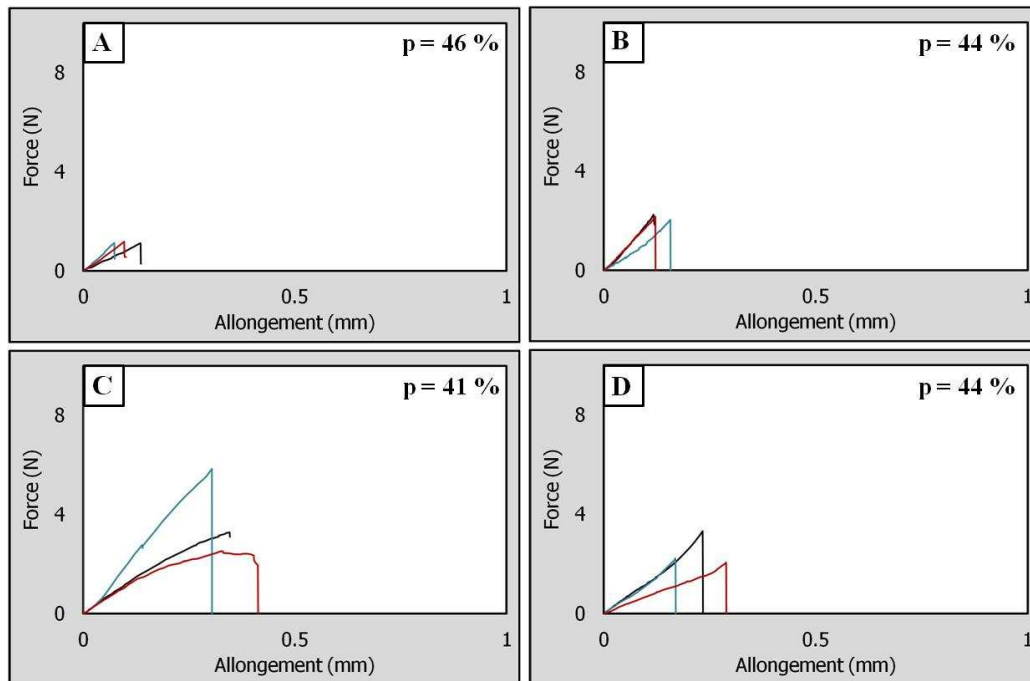 A
p = 46 %
8
4
0
Force (N)
0
0.5
1
Allongement (mm)
B
p = 44 %
8
4
0
Force (N)
0
0.5
1
Allongement (mm)
C
p = 41 %
8
4
0
Force (N)
0
0.5
1
Allongement (mm)
D
p = 44 %
8
4
0
Force (N)
0
0.5
1
Allongement (mm)